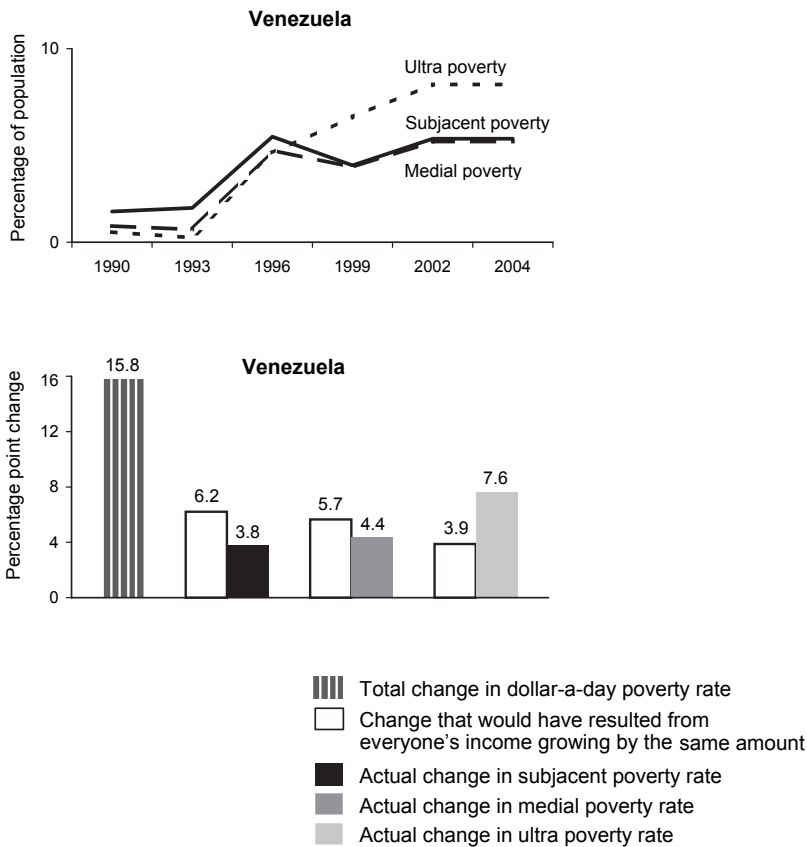 Venezuela
Percentage of population
10
0
Ultra poverty
Subjacent poverty
Medial poverty
1990 1993 1996 1999 2002 2004
Venezuela
Percentage point change
16
12
8
4
0
15.8
6.2
3.8
5.7
4.4
3.9
7.6
Total change in dollar-a-day poverty rate
Change that would have resulted from
everyone's income growing by the same amount
Actual change in subjacent poverty rate
Actual change in medial poverty rate
Actual change in ultra poverty rate